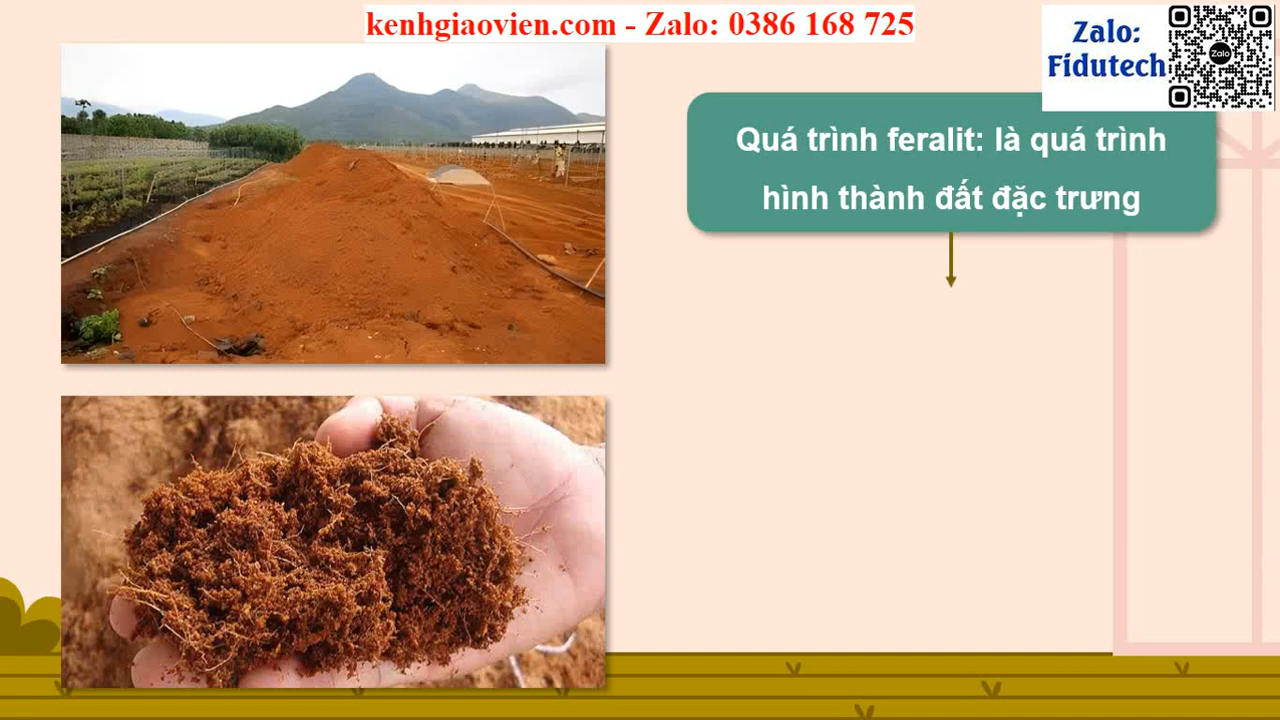 kenhgiaovien.com - Zalo: 0386 168 725
Zalo:
Fidutech
Zalo
Quá trình feralit: là quá trình
hình thành đất đặc trưng